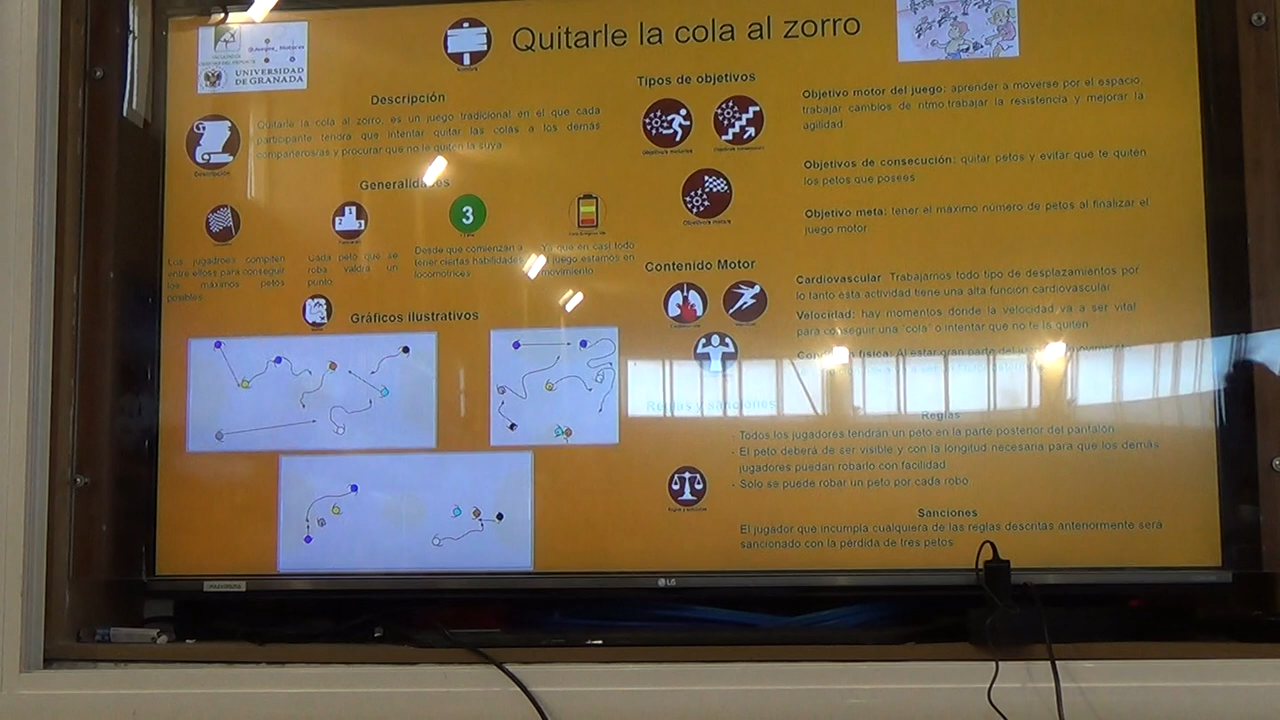 Quitarle la cola al zorro
@Juegos_Motores
UNIVERSIDAD
DE GRANADA
Descripción
Quitarle la cola al zorro, es un juego tradicional en el que cada
participante tendrá que intentar quitar las colas a los demás
compañeros/as y procurar que no le quiten la suya
Descripción
Generalidades
3
Los jugadores compiten
entre elloss para conseguir
los máximos petos
posibles
Cada peto que se
roba valdrá un
punto
Desde que comienzan a
tener ciertas habilidades
locomotrices
Ya que en casi todo
el juego estamos en
movimiento
Gráficos ilustrativos
Tipos de objetivos
Objetivo motor del juego: aprender a moverse por el espacio,
trabajar cambios de ritmo,trabajar la resistencia y mejorar la
agilidad
Objetivos de consecución: quitar petos y evitar que te quiten
los petos que posees
Objetivo meta: tener el máximo número de petos al finalizar el
juego motor
Contenido Motor
Cardiovascular: Trabajamos todo tipo de desplazamientos por
lo tanto esta actividad tiene una alta función cardiovascular
Velocidad: hay momentos donde la velocidad va a ser vital
para conseguir una "cola" o intentar que no te la quiten
física: Al estar gran parte del
Reglas y sanciones
Reglas
- Todos los jugadores tendrán un peto en la parte posterior del pantalón
- El peto deberá de ser visible y con la longitud necesaria para que los demás
jugadores puedan robarlo con facilidad
- Solo se puede robar un peto por cada robo
Sanciones
El jugador que incumpla cualquiera de las reglas descritas anteriormente será
sancionado con la pérdida de tres petos
LG